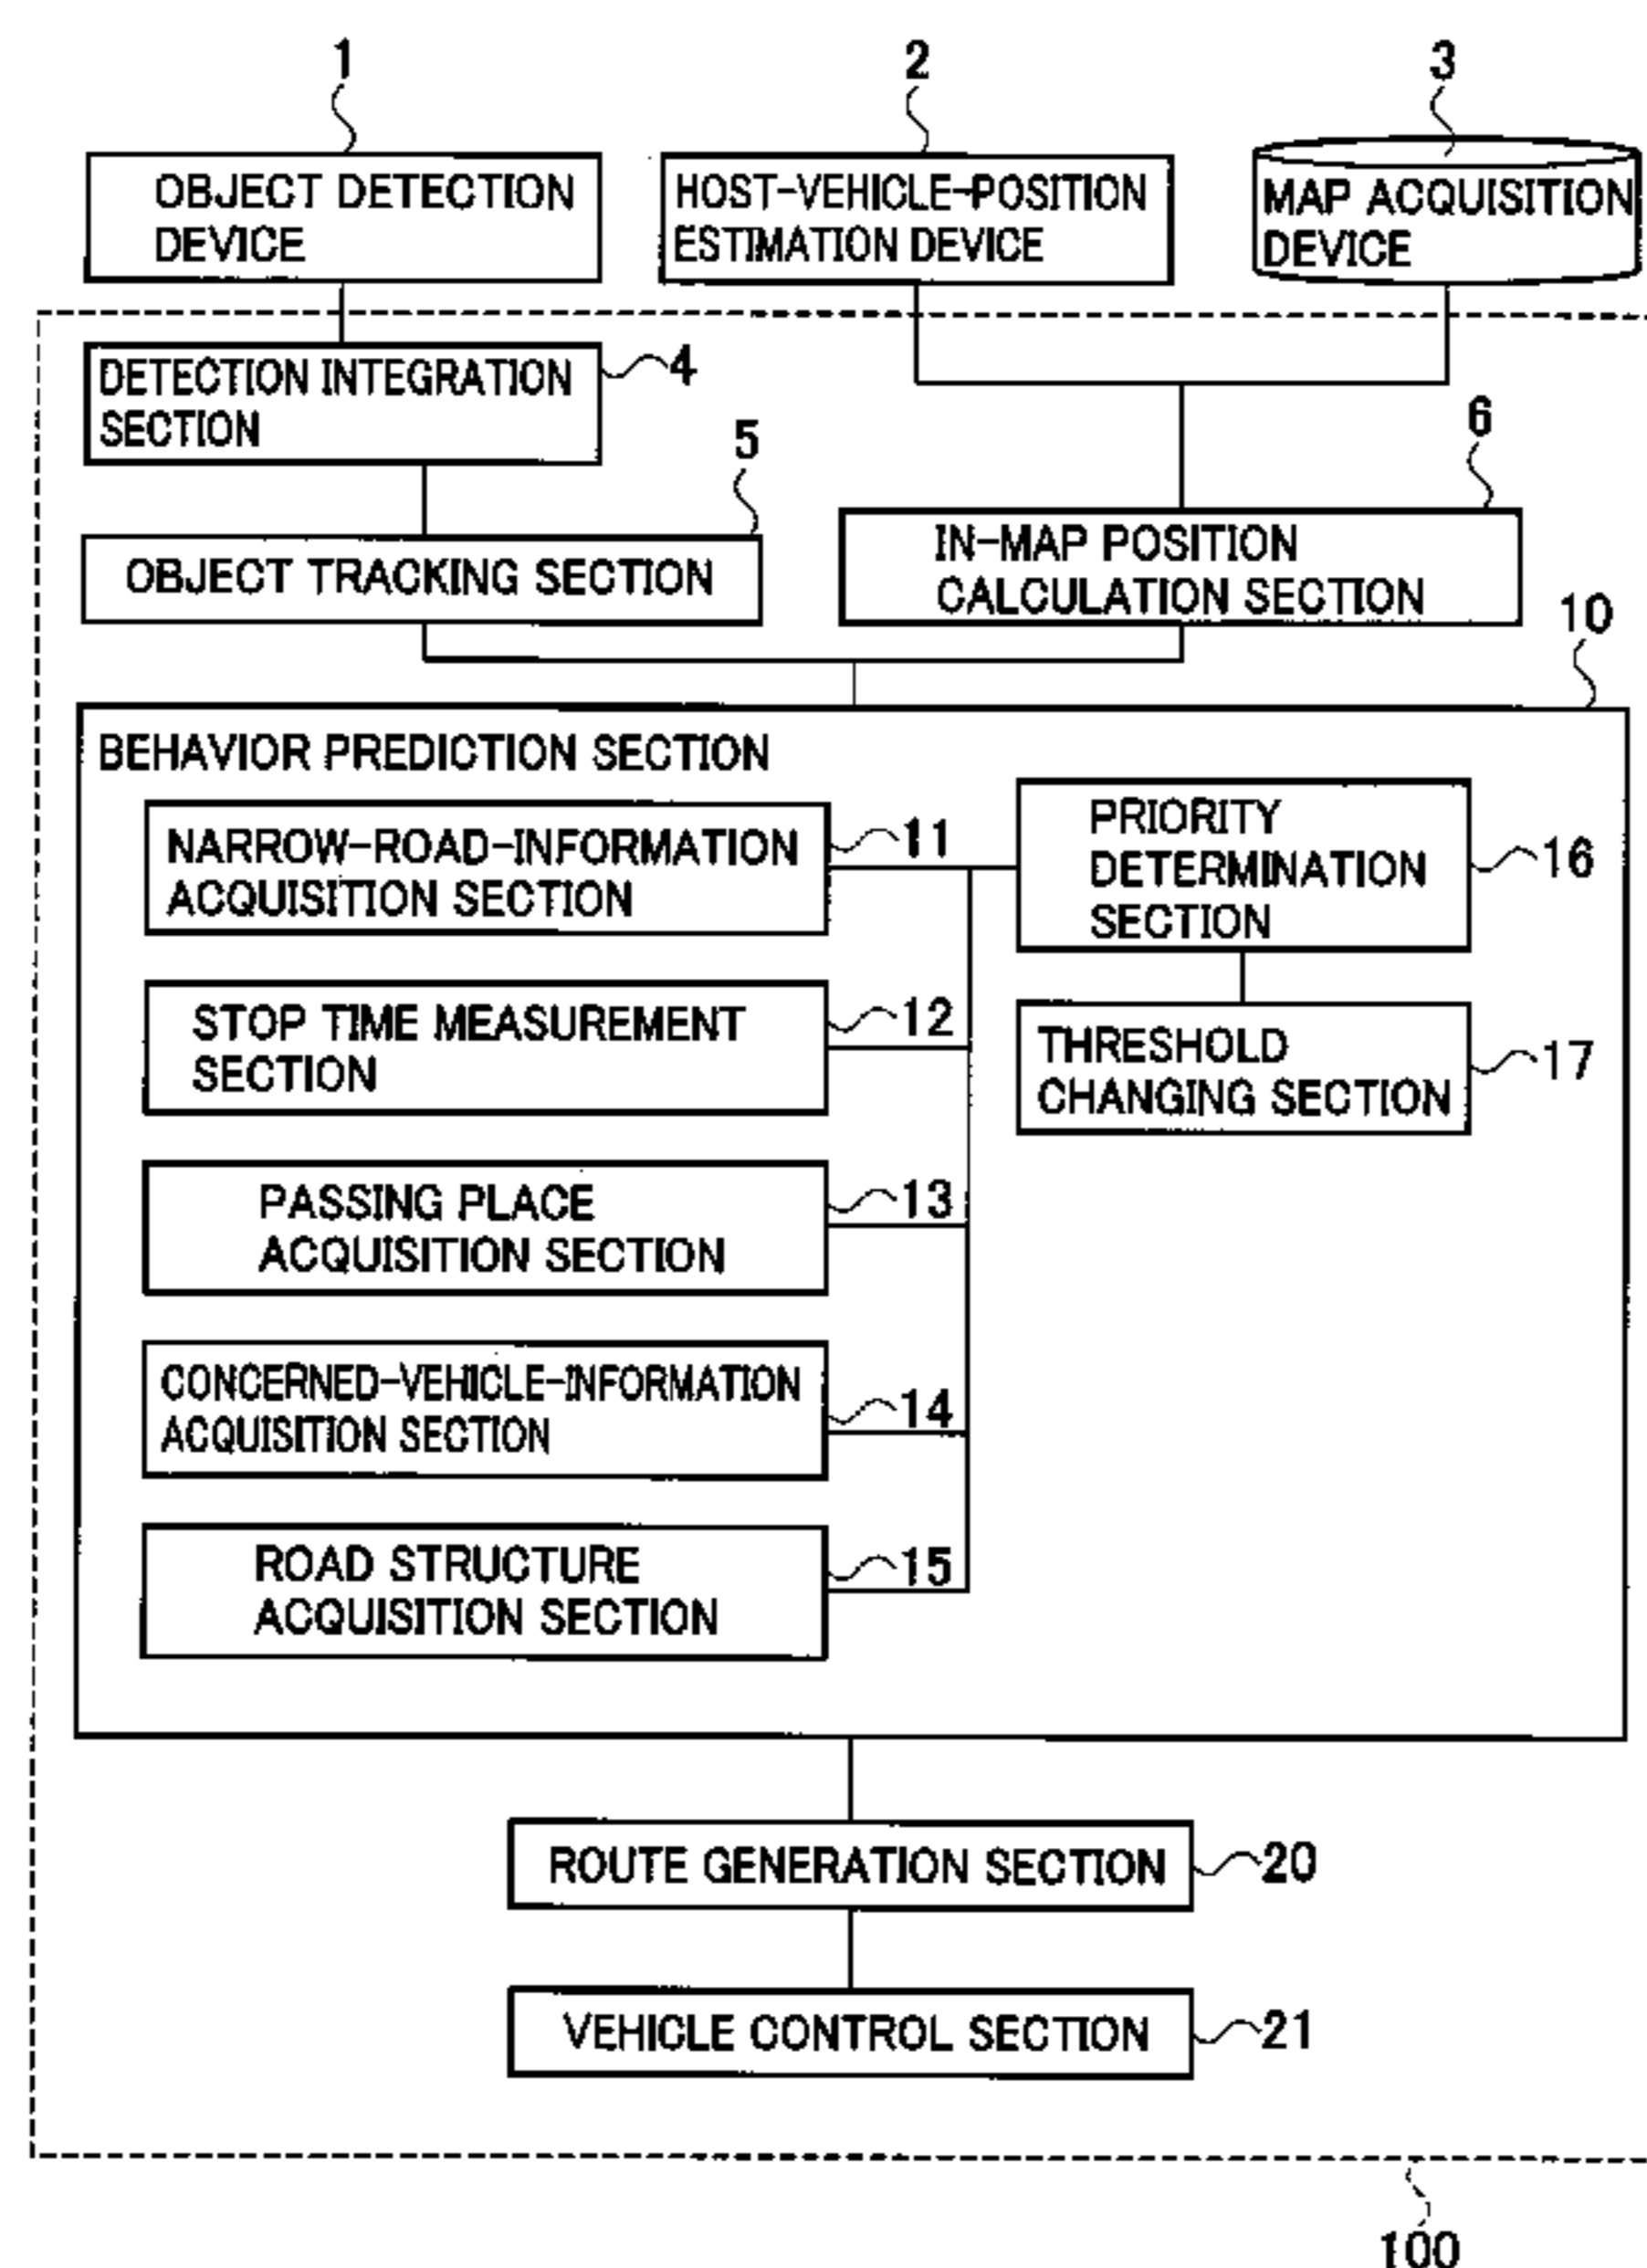 1
2
3
OBJECT DETECTION
DEVICE
HOST-VEHICLE-POSITION
ESTIMATION DEVICE
MAP ACQUISITION
DEVICE
DETECTION INTEGRATION
SECTION
4
5
6
OBJECT TRACKING SECTION
IN-MAP POSITION
CALCULATION SECTION
10
BEHAVIOR PREDICTION SECTION
NARROW-ROAD-INFORMATION
ACQUISITION SECTION
11
PRIORITY
DETERMINATION
SECTION
16
STOP TIME MEASUREMENT
SECTION
12
THRESHOLD
CHANGING SECTION
17
PASSING PLACE
ACQUISITION SECTION
13
CONCERNED-VEHICLE-INFORMATION
ACQUISITION SECTION
14
ROAD STRUCTURE
ACQUISITION SECTION
15
ROUTE GENERATION SECTION
20
VEHICLE CONTROL SECTION
21
100